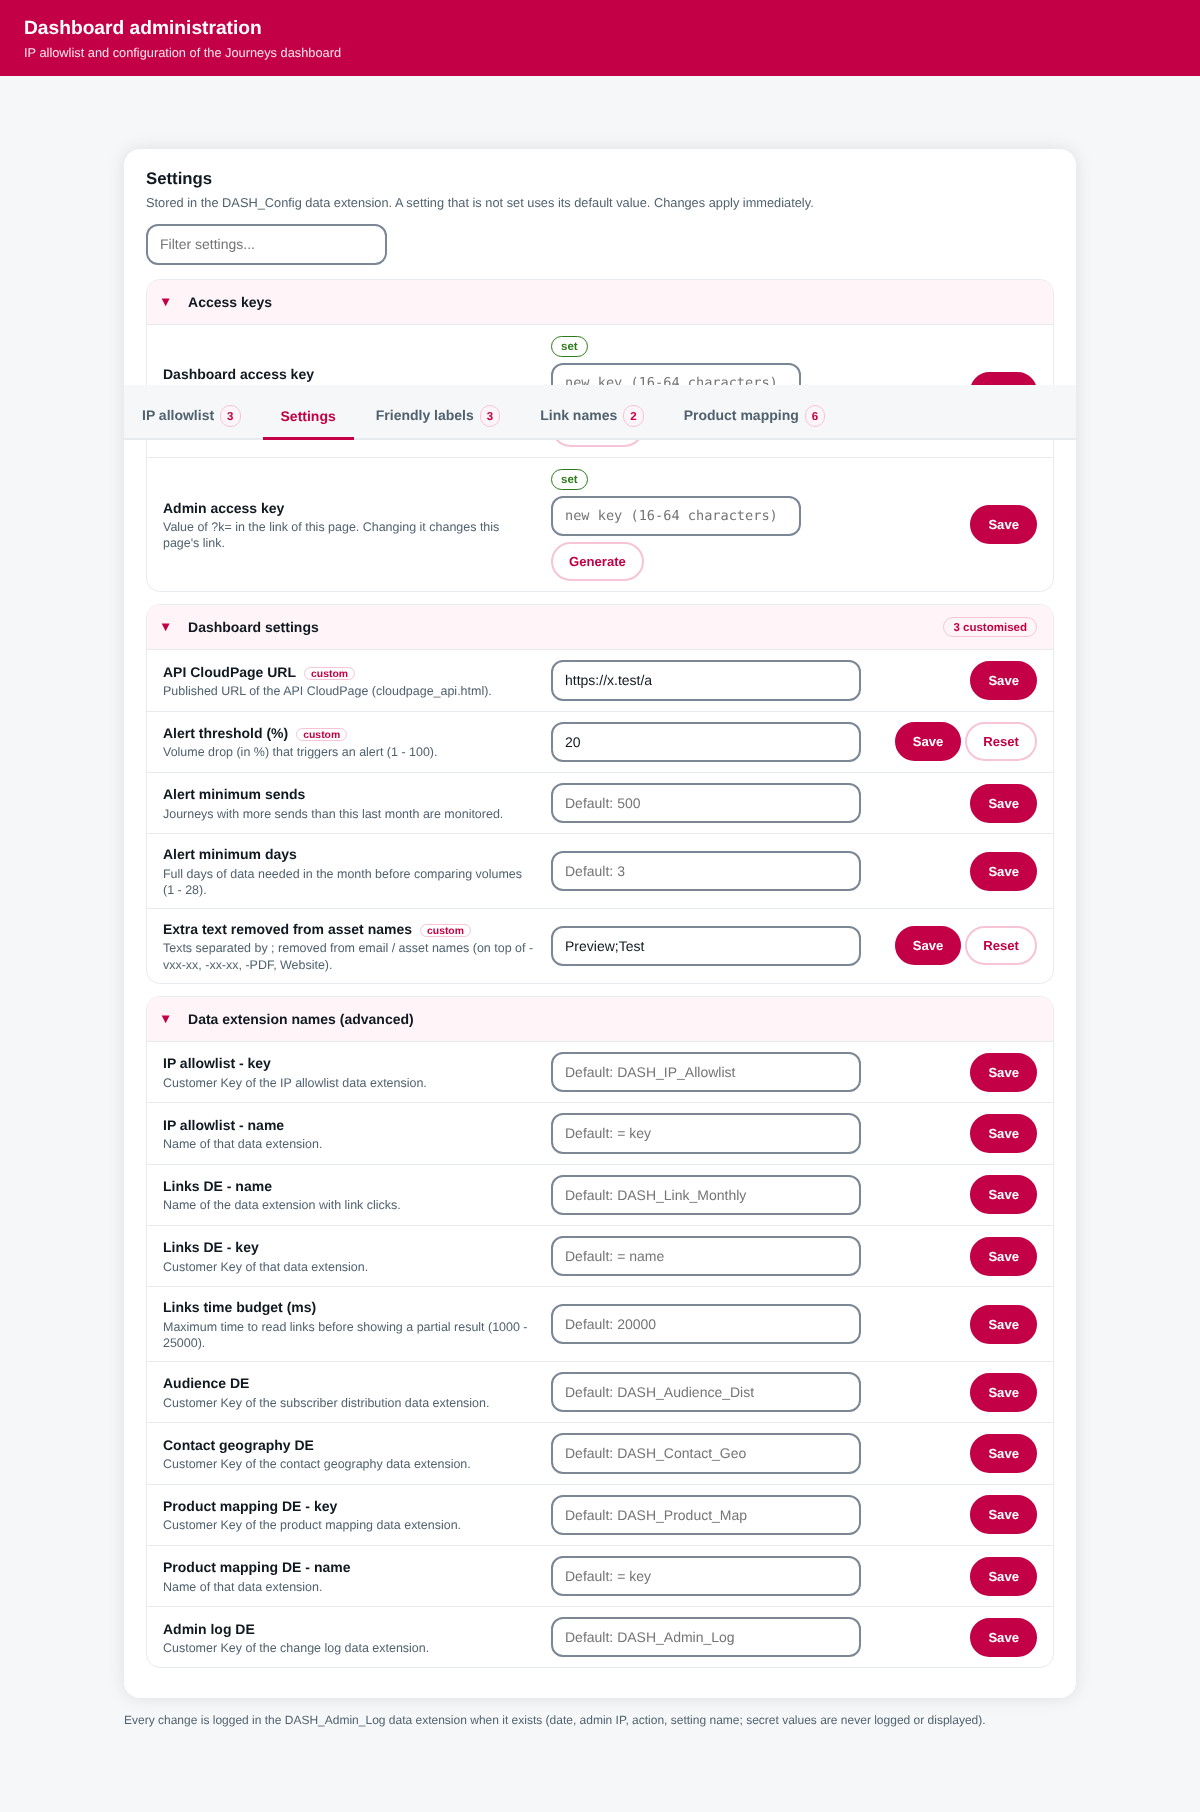 Dashboard administration
IP allowlist and configuration of the Journeys dashboard
Settings
Stored in the DASH_Config data extension. A setting that is not set uses its default value. Changes apply immediately.
Filter settings...
▼ Access keys
set
Dashboard access key
new key (16-64 characters)
IP allowlist 3 Settings Friendly labels 3 Link names 2 Product mapping 6
set
Admin access key
Value of ?k= in the link of this page. Changing it changes this
page's link.
new key (16-64 characters)
Save
Generate
▼ Dashboard settings 3 customised
API CloudPage URL custom
Published URL of the API CloudPage (cloudpage_api.html).
https://x.test/a
Save
Alert threshold (%) custom
Volume drop (in %) that triggers an alert (1 - 100).
20
Save Reset
Alert minimum sends
Journeys with more sends than this last month are monitored.
Default: 500
Save
Alert minimum days
Full days of data needed in the month before comparing volumes
(1 - 28).
Default: 3
Save
Extra text removed from asset names custom
Texts separated by ; removed from email / asset names (on top of -
vxx-xx, -xx-xx, -PDF, Website).
Preview;Test
Save Reset
▼ Data extension names (advanced)
IP allowlist - key
Customer Key of the IP allowlist data extension.
Default: DASH_IP_Allowlist
Save
IP allowlist - name
Name of that data extension.
Default: = key
Save
Links DE - name
Name of the data extension with link clicks.
Default: DASH_Link_Monthly
Save
Links DE - key
Customer Key of that data extension.
Default: = name
Save
Links time budget (ms)
Maximum time to read links before showing a partial result (1000 -
25000).
Default: 20000
Save
Audience DE
Customer Key of the subscriber distribution data extension.
Default: DASH_Audience_Dist
Save
Contact geography DE
Customer Key of the contact geography data extension.
Default: DASH_Contact_Geo
Save
Product mapping DE - key
Customer Key of the product mapping data extension.
Default: DASH_Product_Map
Save
Product mapping DE - name
Name of that data extension.
Default: = key
Save
Admin log DE
Customer Key of the change log data extension.
Default: DASH_Admin_Log
Save
Every change is logged in the DASH_Admin_Log data extension when it exists (date, admin IP, action, setting name; secret values are never logged or displayed).